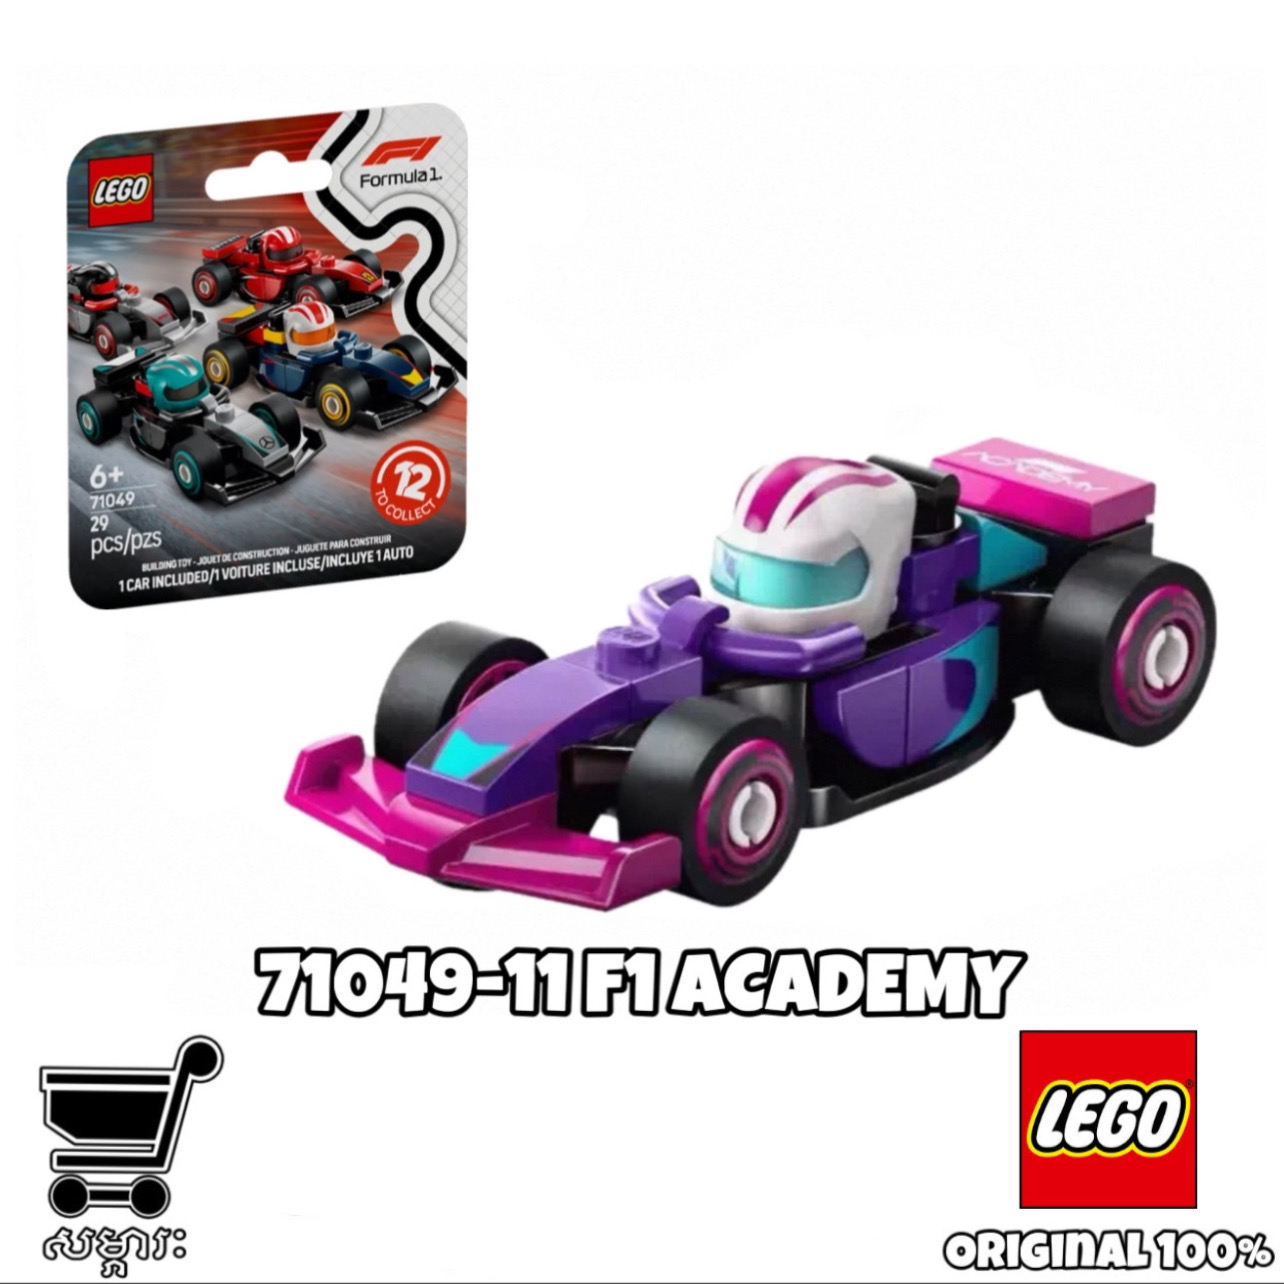 LEGO
F1
Formula 1.
6+
71049
29
pcs/pzs
12
TO COLLECT
BUILDING TOY - JOUET DE CONSTRUCTION - JUGUETE PARA CONSTRUIR
1 CAR INCLUDED/1 VOITURE INCLUSE/INCLUYE 1 AUTO
ACADEMY
71049-11 F1 ACADEMY
សម្ភារៈ
LEGO
®
ORIGINAL 100%